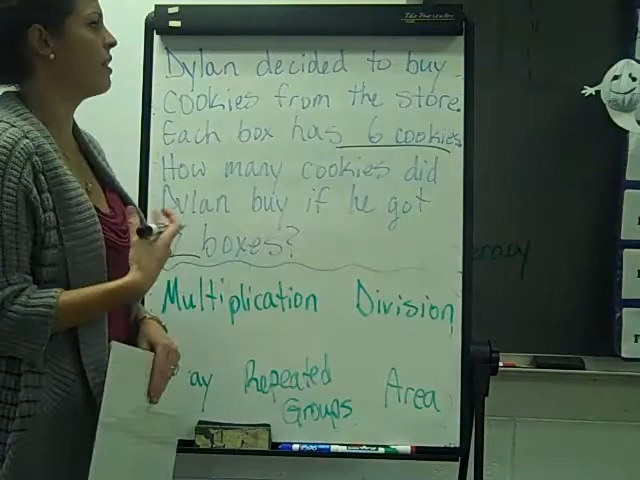 Dylan decided to buy
cookies from the store.
Each box has 6 cookies.
How many cookies did
Dylan buy if he got
boxes?
Multiplication Division
Repeated Area
Groups